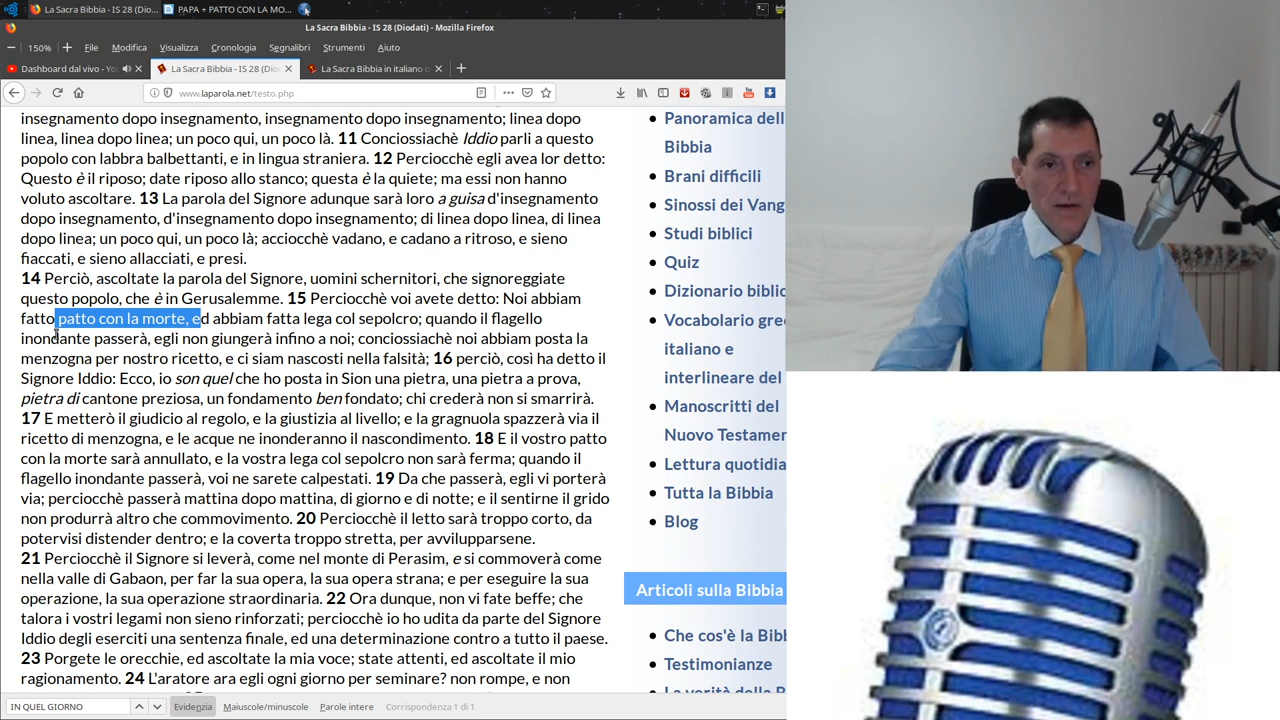 La Sacra Bibbia - IS 28 (Dio...
PAPA + PATTO CON LA MO...
La Sacra Bibbia - IS 28 (Diodati) - Mozilla Firefox
150%
File Modifica Visualizza Cronologia Segnalibri Strumenti Aiuto
Dashboard dal vivo - Yo
La Sacra Bibbia - IS 28 (Dio
La Sacra Bibbia in italiano o
www.laparola.net/testo.php
insegnamento dopo insegnamento, insegnamento dopo insegnamento; linea dopo
linea, linea dopo linea; un poco qui, un poco là. 11 Conciossiachè Iddio parli a questo
popolo con labbra balbettanti, e in lingua straniera. 12 Perciocchè egli avea lor detto:
Questo è il riposo; date riposo allo stanco; questa è la quiete; ma essi non hanno
voluto ascoltare. 13 La parola del Signore adunque sarà loro a guisa d'insegnamento
dopo insegnamento, d'insegnamento dopo insegnamento; di linea dopo linea, di linea
dopo linea; un poco qui, un poco là; acciocchè vadano, e cadano a ritroso, e sieno
fiaccati, e sieno allacciati, e presi.
14 Perciò, ascoltate la parola del Signore, uomini schernitori, che signoreggiate
questo popolo, che è in Gerusalemme. 15 Perciocchè voi avete detto: Noi abbiam
fatto patto con la morte, ed abbiam fatta lega col sepolcro; quando il flagello
inondante passerà, egli non giungerà infino a noi; conciossiachè noi abbiam posta la
menzogna per nostro ricetto, e ci siam nascosti nella falsità; 16 perciò, così ha detto il
Signore Iddio: Ecco, io son quel che ho posta in Sion una pietra, una pietra a prova,
pietra di cantone preziosa, un fondamento ben fondato; chi crederà non si smarrirà.
17 E metterò il giudicio al regolo, e la giustizia al livello; e la gragnuola spazzerà via il
ricetto di menzogna, e le acque ne inonderanno il nascondimento. 18 E il vostro patto
con la morte sarà annullato, e la vostra lega col sepolcro non sarà ferma; quando il
flagello inondante passerà, voi ne sarete calpestati. 19 Da che passerà, egli vi porterà
via; perciocchè passerà mattina dopo mattina, di giorno e di notte; e il sentirne il grido
non produrrà altro che commovimento. 20 Perciocchè il letto sarà troppo corto, da
potervisi distender dentro; e la coverta troppo stretta, per avvilupparsene.
21 Perciocchè il Signore si leverà, come nel monte di Perasim, e si commoverà come
nella valle di Gabaon, per far la sua opera, la sua opera strana; e per eseguire la sua
operazione, la sua operazione straordinaria. 22 Ora dunque, non vi fate beffe; che
talora i vostri legami non sieno rinforzati; perciocchè io ho udita da parte del Signore
Iddio degli eserciti una sentenza finale, ed una determinazione contro a tutto il paese.
23 Porgete le orecchie, ed ascoltate la mia voce; state attenti, ed ascoltate il mio
ragionamento. 24 L'aratore ara egli ogni giorno per seminare? non rompe, e non
Panoramica dell
Bibbia
Brani difficili
Sinossi dei Vang
Studi biblici
Quiz
Dizionario biblic
Vocabolario gre
italiano e
interlineare del
Manoscritti del
Nuovo Testamer
Lettura quotidia
Tutta la Bibbia
Blog
Articoli sulla Bibbia
Che cos'è la Bibb
Testimonianze
La verità della B
IN QUEL GIORNO
Evidenzia Maiuscole/minuscole Parole intere Corrispondenza 1 di 1